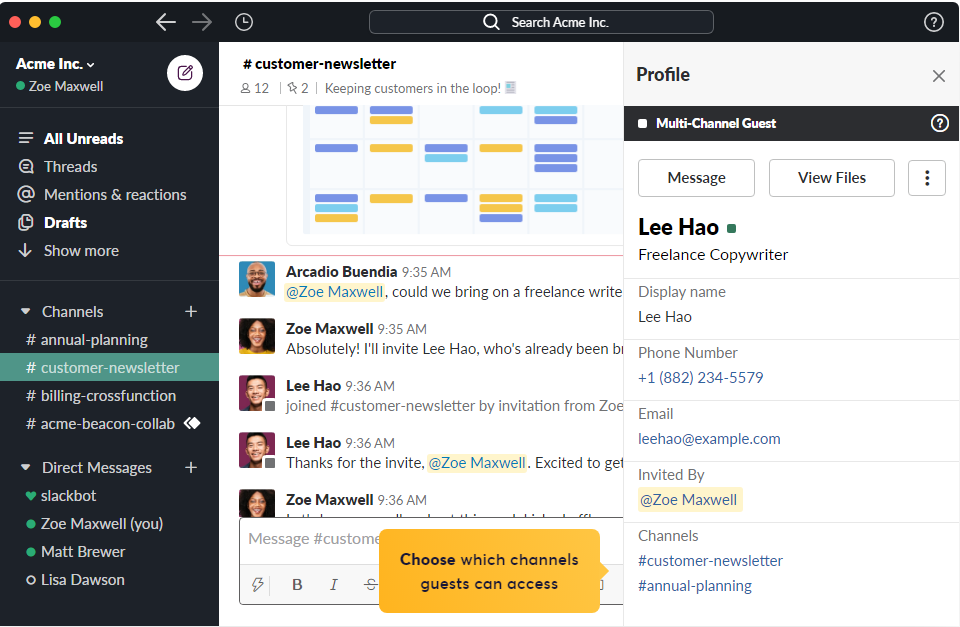 Search Acme Inc.
Acme Inc.
Zoe Maxwell
All Unreads
Threads
Mentions & reactions
Drafts
Show more
Channels
# annual-planning
# customer-newsletter
# billing-crossfunction
# acme-beacon-collab
Direct Messages
slackbot
Zoe Maxwell (you)
Matt Brewer
Lisa Dawson
# customer-newsletter
12 | 2 | Keeping customers in the loop!
Arcadio Buendia 9:35 AM
@Zoe Maxwell, could we bring on a freelance write
Zoe Maxwell 9:35 AM
Absolutely! I'll invite Lee Hao, who's already been br
Lee Hao 9:36 AM
joined #customer-newsletter by invitation from Zoe
Lee Hao 9:36 AM
Thanks for the invite, @Zoe Maxwell. Excited to get
Zoe Maxwell 9:36 AM
Message #custome
B I S
Choose which channels
guests can access
Profile
Multi-Channel Guest
Message
View Files
Lee Hao
Freelance Copywriter
Display name
Lee Hao
Phone Number
+1 (882) 234-5579
Email
leehao@example.com
Invited By
@Zoe Maxwell
Channels
#customer-newsletter
#annual-planning